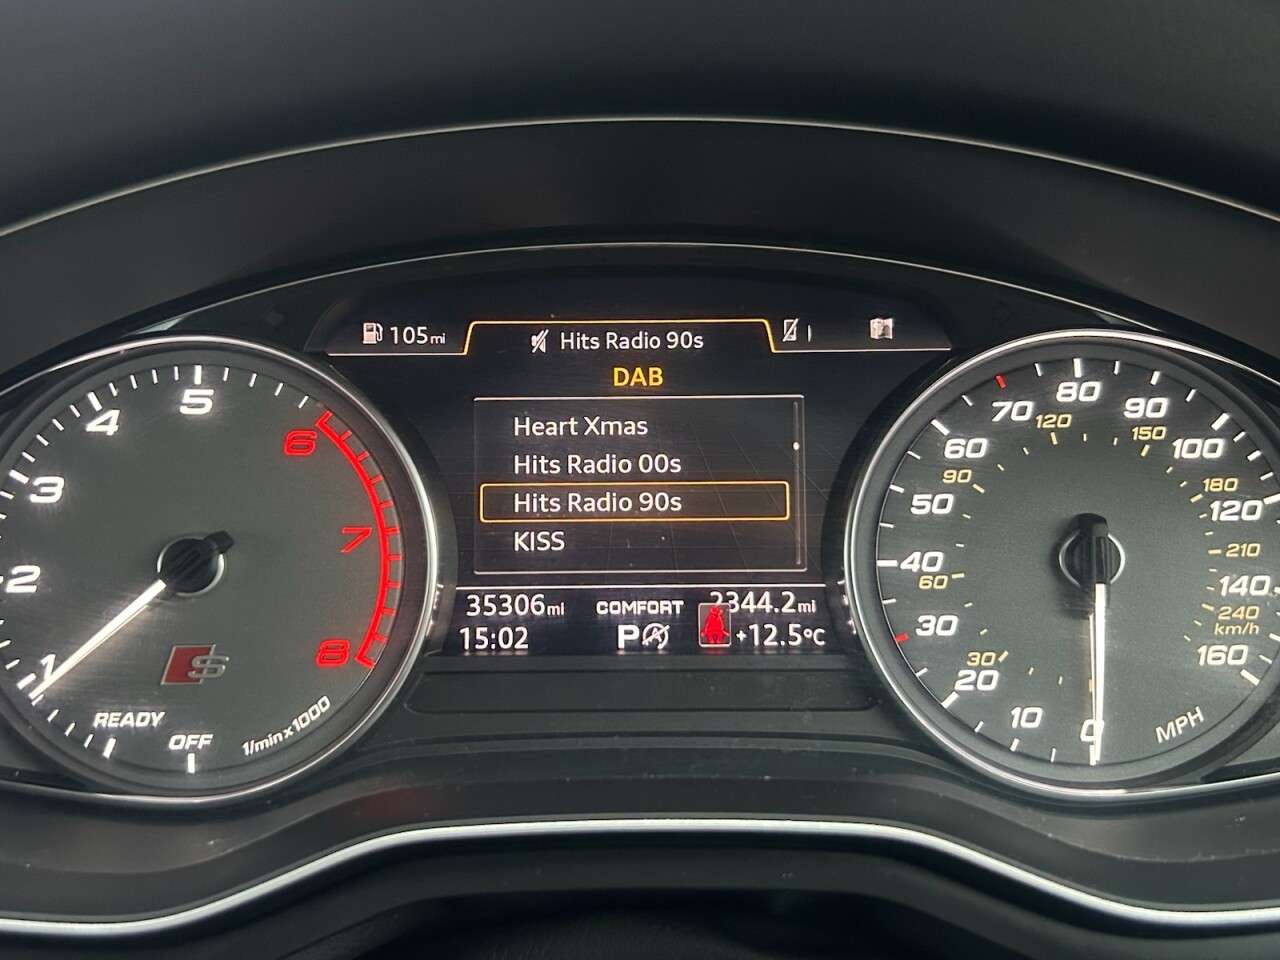 105mi
Hits Radio 90s
DAB
Heart Xmas
Hits Radio 00s
Hits Radio 90s
KISS
35306mi
COMFORT
2344.2mi
15:02
P
A
+12.5°C
1
2
3
4
5
6
7
8
S
READY
OFF
1/min x1000
0
10
20
30
40
50
60
70
80
90
100
120
140
160
30
60
90
120
150
180
210
240
km/h
MPH